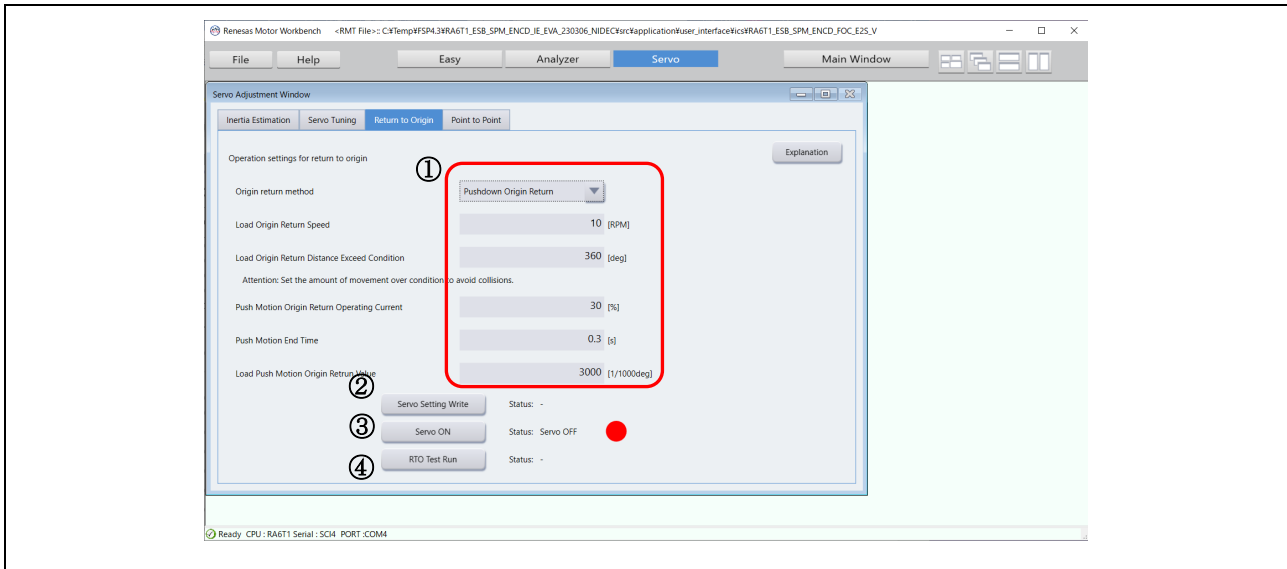 Renesas Motor Workbench <RMT File>:: C:¥Temp¥FSP4.3¥RA6T1_ESB_SPM_ENCD_IE_EVA_230306_NIDEC¥src¥application¥user_interface¥ics¥RA6T1_ESB_SPM_ENCD_FOC_E2S_V
File Help Easy Analyzer Servo Main Window
Servo Adjustment Window
Inertia Estimation Servo Tuning Return to Origin Point to Point
Explanation
Operation settings for return to origin
①
Origin return method Pushdown Origin Return
Load Origin Return Speed 10 [RPM]
Load Origin Return Distance Exceed Condition 360 [deg]
Attention: Set the amount of movement over condition to avoid collisions.
Push Motion Origin Return Operating Current 30 [%]
Push Motion End Time 0.3 [s]
Load Push Motion Origin Retrun Value 3000 [1/1000deg]
② Servo Setting Write Status: -
③ Servo ON Status: Servo OFF
④ RTO Test Run Status: -
Ready CPU : RA6T1 Serial : SCI4 PORT :COM4